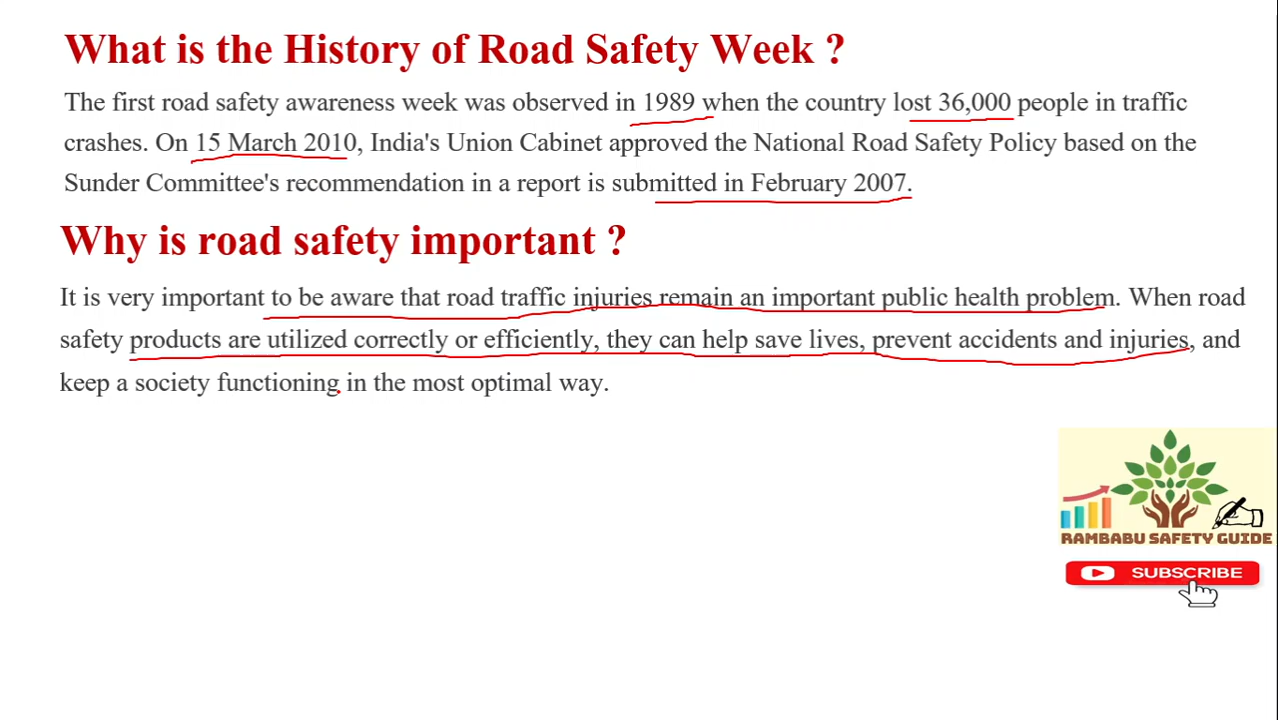 What is the History of Road Safety Week ?
The first road safety awareness week was observed in 1989 when the country lost 36,000 people in traffic
crashes. On 15 March 2010, India's Union Cabinet approved the National Road Safety Policy based on the
Sunder Committee's recommendation in a report is submitted in February 2007.
Why is road safety important ?
It is very important to be aware that road traffic injuries remain an important public health problem. When road
safety products are utilized correctly or efficiently, they can help save lives, prevent accidents and injuries, and
keep a society functioning in the most optimal way.
RAMBABU SAFETY GUIDE
SUBSCRIBE